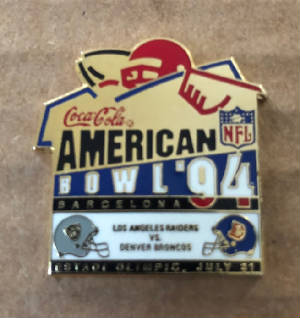 Coca-Cola
NFL
AMERICAN
BOWL '94
BARCELONA
LOS ANGELES RAIDERS
VS.
DENVER BRONCOS
ESTADI OLIMPIC, JULY 31